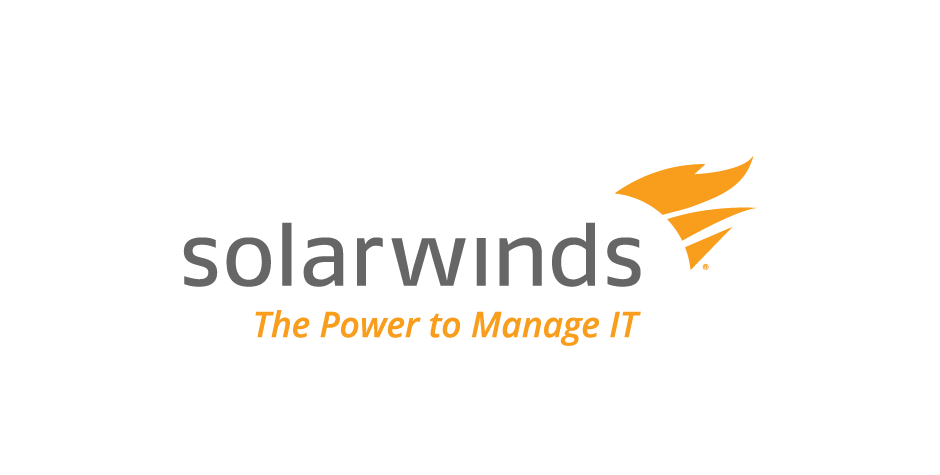 solarwinds
®
The Power to Manage IT